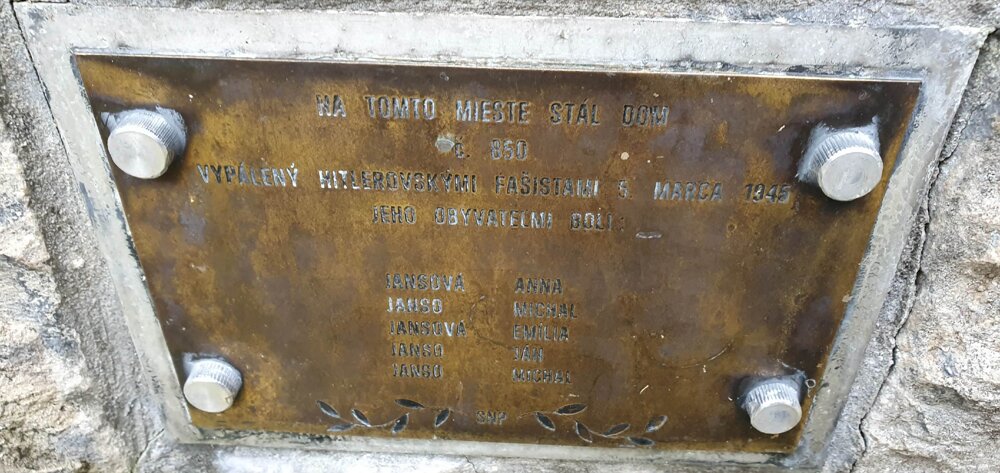 NA TOMTO MIESTE STÁL DOM
Č. 850
VYPÁLENÝ HITLEROVSKÝMI FAŠISTAMI 5. MARCA 1945
JEHO OBYVATEĽMI BOLI:
JANSOVÁ ANNA
JANSO MICHAL
JANSOVÁ EMÍLIA
JANSO JÁN
JANSO MICHAL
SNP